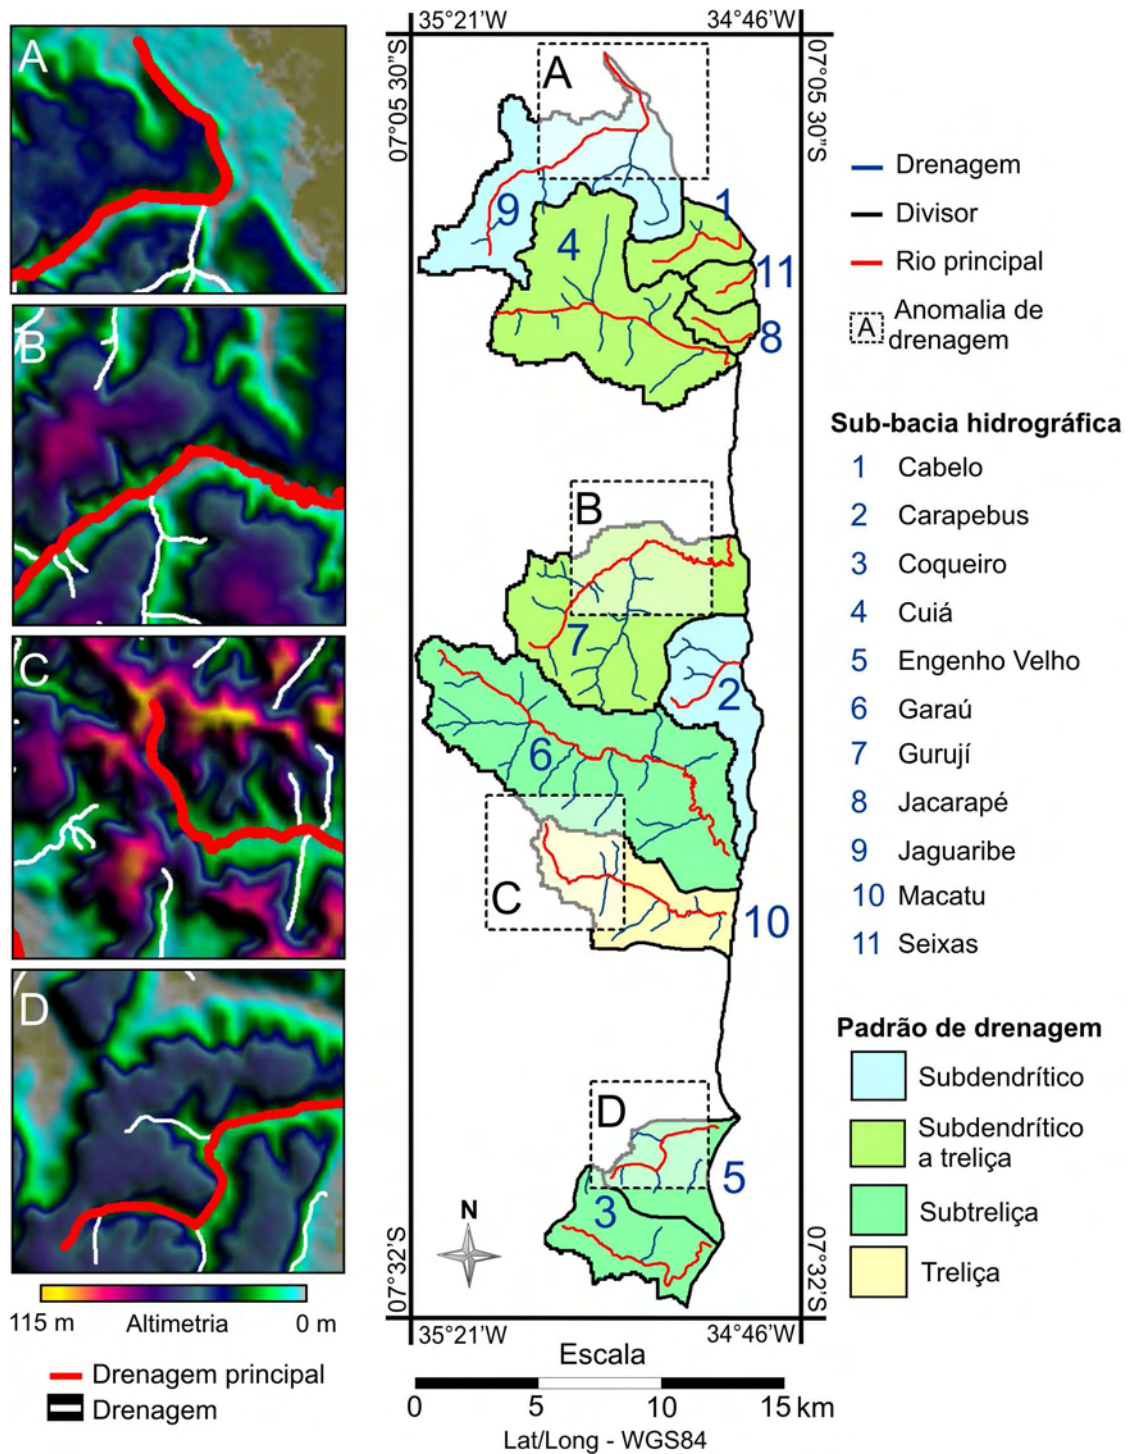 A
B
C
D
115 m Altimetria 0 m
Drenagem principal
Drenagem
35°21'W 34°46'W
07°05 30"S
07°05 30"S
A
9
4
1
11
8
B
7
2
6
C
10
D
5
3
N
07°32'S
07°32'S
35°21'W 34°46'W
Escala
0 5 10 15 km
Lat/Long - WGS84
Drenagem
Divisor
Rio principal
A Anomalia de
drenagem
Sub-bacia hidrográfica
1 Cabelo
2 Carapebus
3 Coqueiro
4 Cuiá
5 Engenho Velho
6 Garaú
7 Gurují
8 Jacarapé
9 Jaguaribe
10 Macatu
11 Seixas
Padrão de drenagem
Subdendrítico
Subdendrítico
a treliça
Subtreliça
Treliça